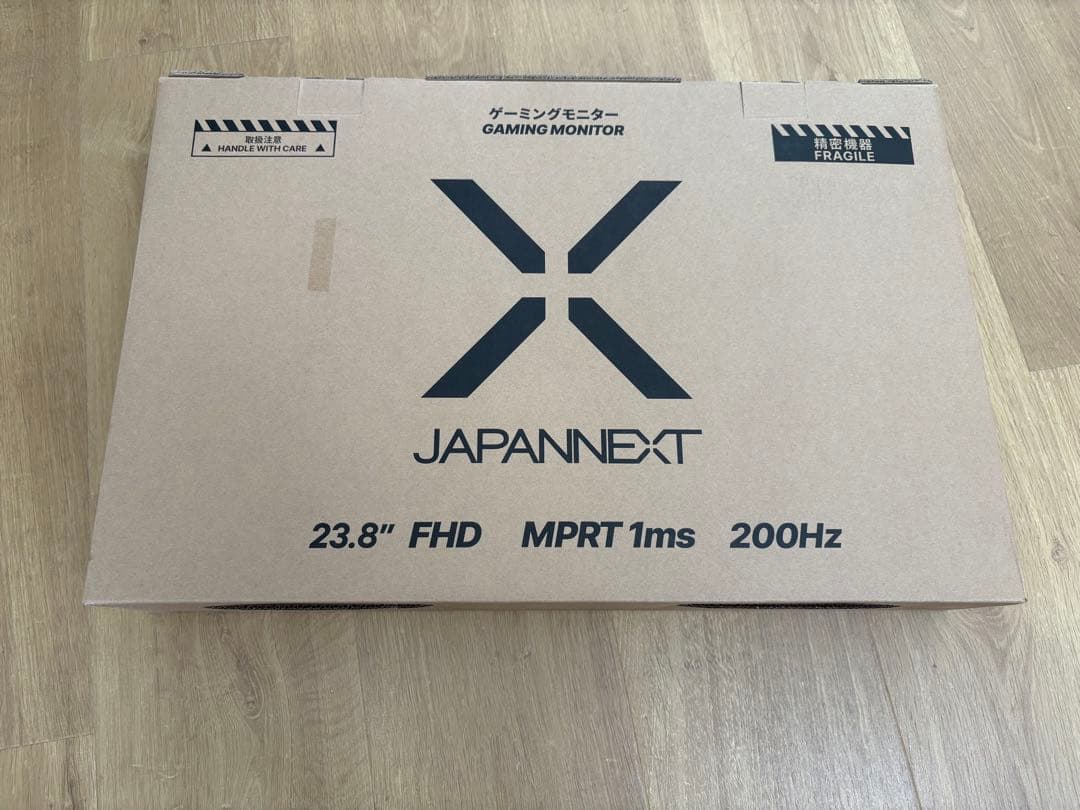 ゲーミングモニター
GAMING MONITOR
取扱注意
HANDLE WITH CARE
精密機器
FRAGILE
JAPANNEXT
23.8" FHD MPRT 1ms 200Hz